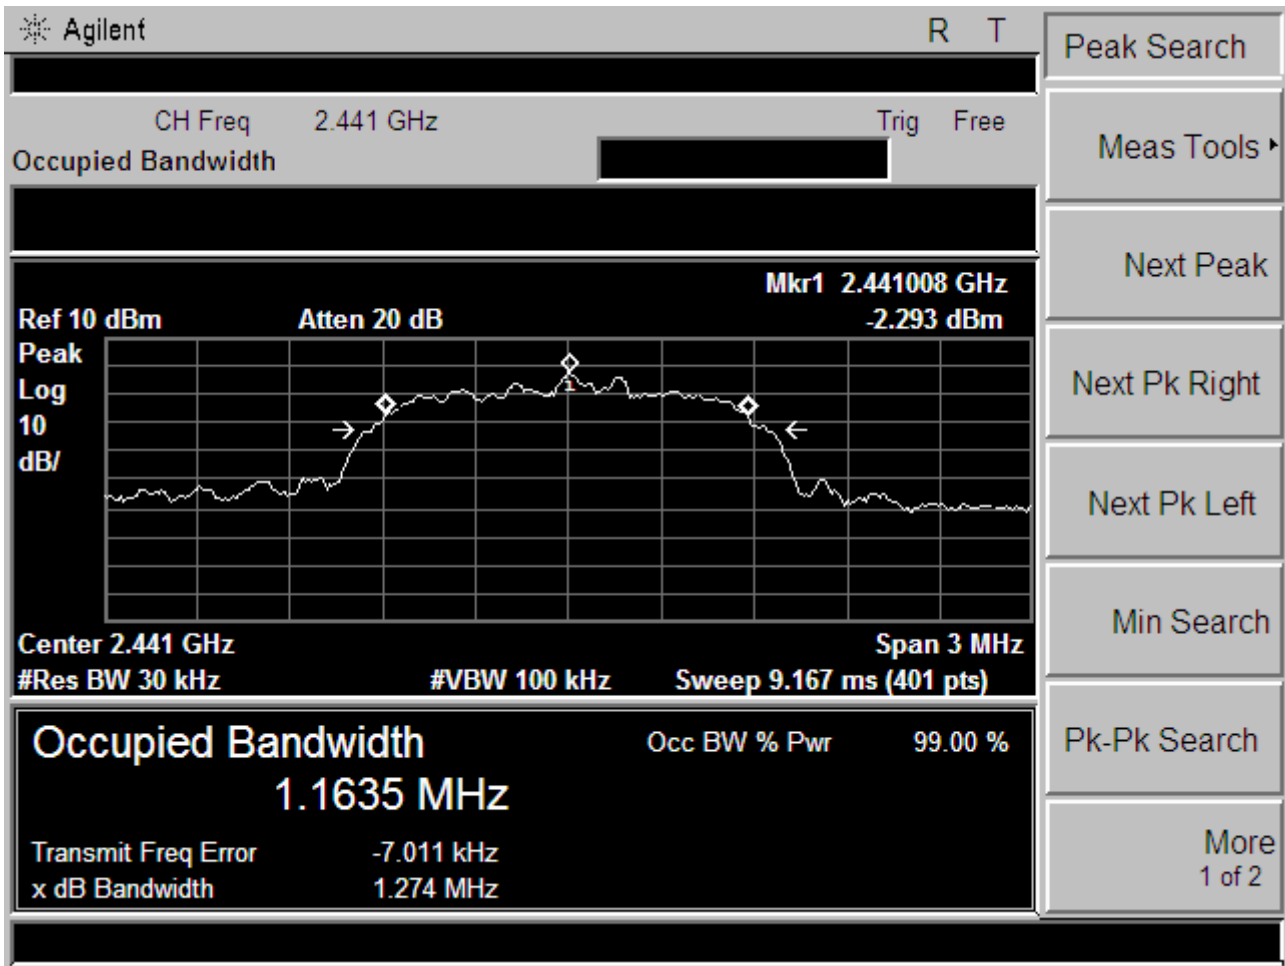 Agilent R T
CH Freq 2.441 GHz Trig Free
Occupied Bandwidth
Mkr1 2.441008 GHz
Ref 10 dBm Atten 20 dB -2.293 dBm
Peak
Log
10
dB/
1
Center 2.441 GHz Span 3 MHz
#Res BW 30 kHz #VBW 100 kHz Sweep 9.167 ms (401 pts)
Occupied Bandwidth Occ BW % Pwr 99.00 %
1.1635 MHz
Transmit Freq Error -7.011 kHz
x dB Bandwidth 1.274 MHz
Peak Search
Meas Tools
Next Peak
Next Pk Right
Next Pk Left
Min Search
Pk-Pk Search
More
1 of 2